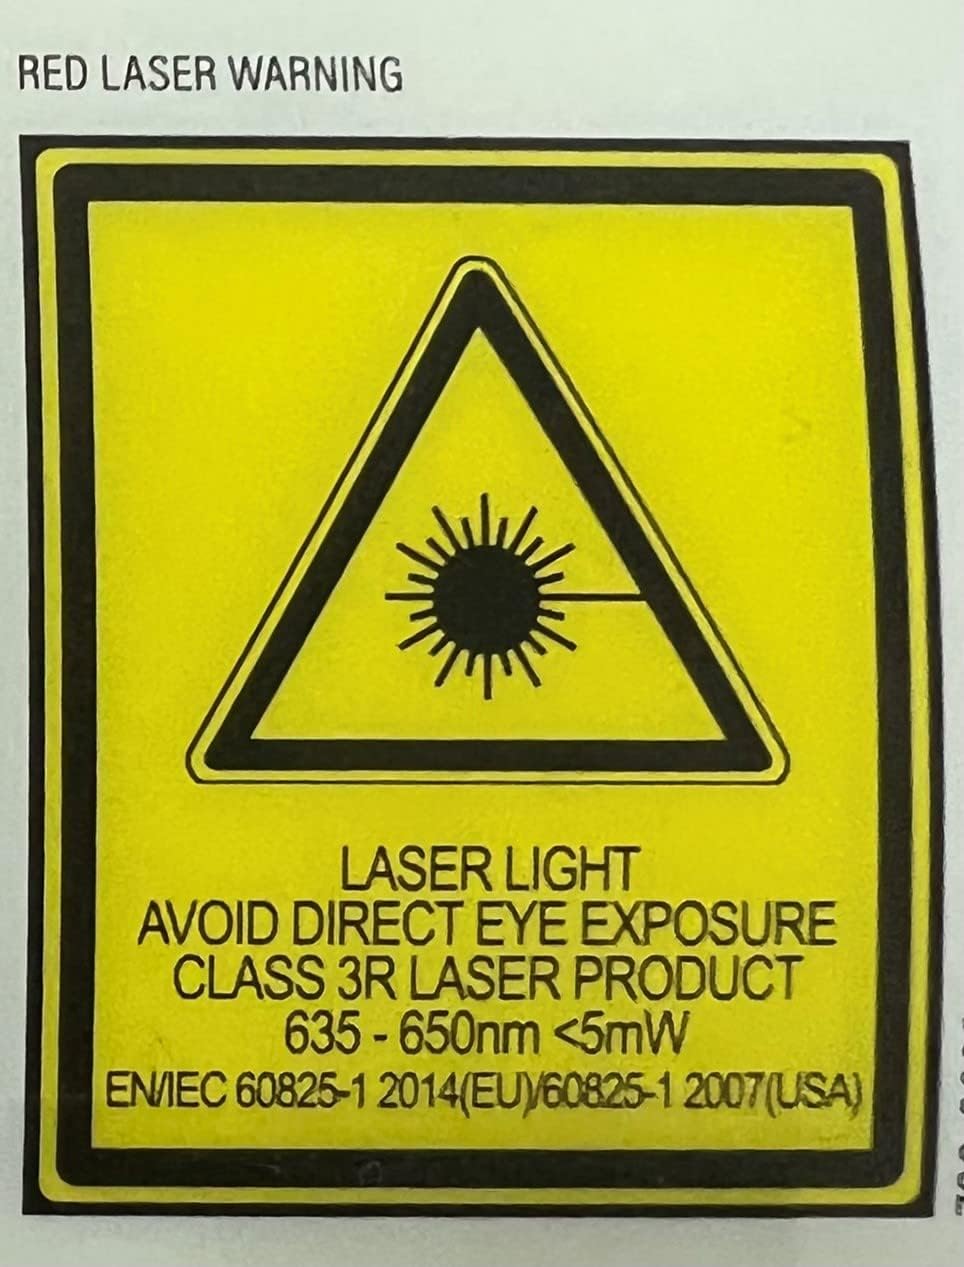 RED LASER WARNING
LASER LIGHT
AVOID DIRECT EYE EXPOSURE
CLASS 3R LASER PRODUCT
635 - 650nm <5mW
EN/IEC 60825-1 2014(EU)/60825-1 2007(USA)